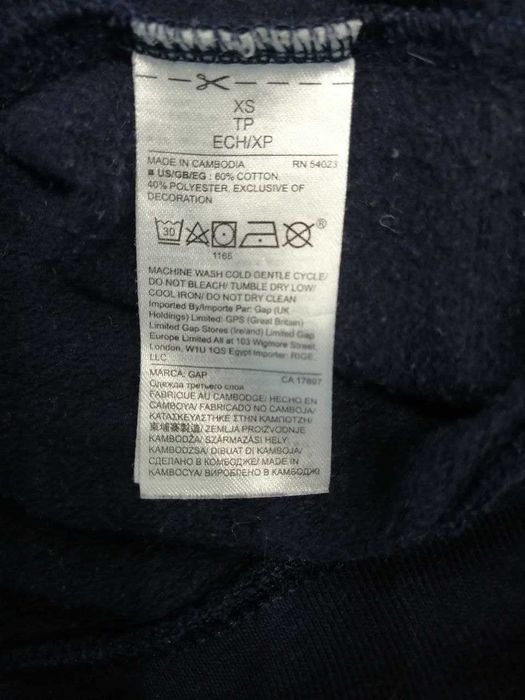 XS
TP
ECH/XP
MADE IN CAMBODIA RN 54023
■ US/GB/EG : 60% COTTON,
40% POLYESTER, EXCLUSIVE OF
DECORATION
30
®
1165
MACHINE WASH COLD GENTLE CYCLE/
DO NOT BLEACH/ TUMBLE DRY LOW/
COOL IRON/ DO NOT DRY CLEAN
Imported By/Importe Par: Gap (UK
Holdings) Limited: GPS (Great Britain)
Limited Gap Stores (Ireland) Limited Gap
Europe Limited All at 103 Wigmore Street,
London, W1U 1QS Egypt Importer: RIGE,
LLC.
MARCA: GAP CA 17897
Одежда третьего слоя
FABRIQUE AU CAMBODGE/ HECHO EN
CAMBOYA/ FABRICADO NO CAMBOJA/
ΚΑΤΑΣΚΕΥΑΣΤΗΚΕ ΣΤΗΝ ΚΑΜΠΟΤΖΗ/
柬埔寨製造/ ZEMLJA PROIZVODNJE
KAMBODŽA/ SZÁRMAZÁSI HELY:
KAMBODZSA/ DIBUAT DI KAMBOJA/
СДЕЛАНО В КОМБОДЖЕ/ MADE IN
KAMBOCYA/ ВИРОБЛЕНО В КАМБОДЖІ